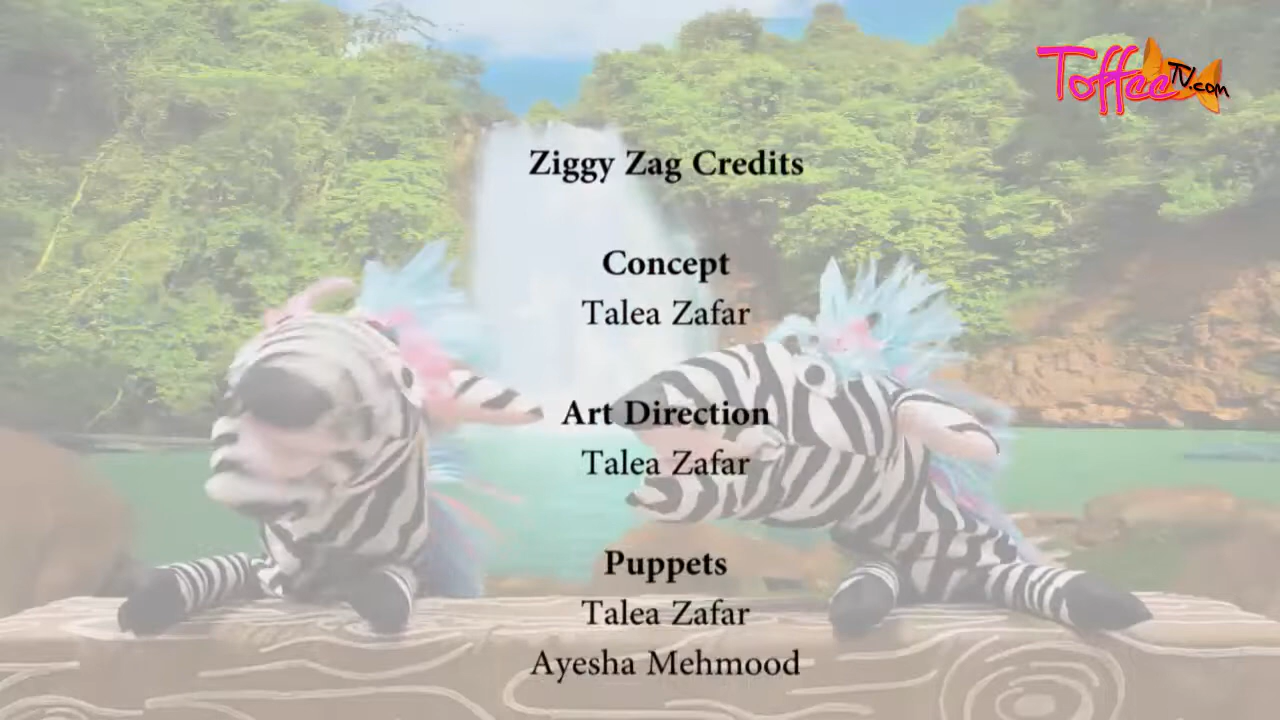 ToffeeTV.com
Ziggy Zag Credits
Concept
Talea Zafar
Art Direction
Talea Zafar
Puppets
Talea Zafar
Ayesha Mehmood